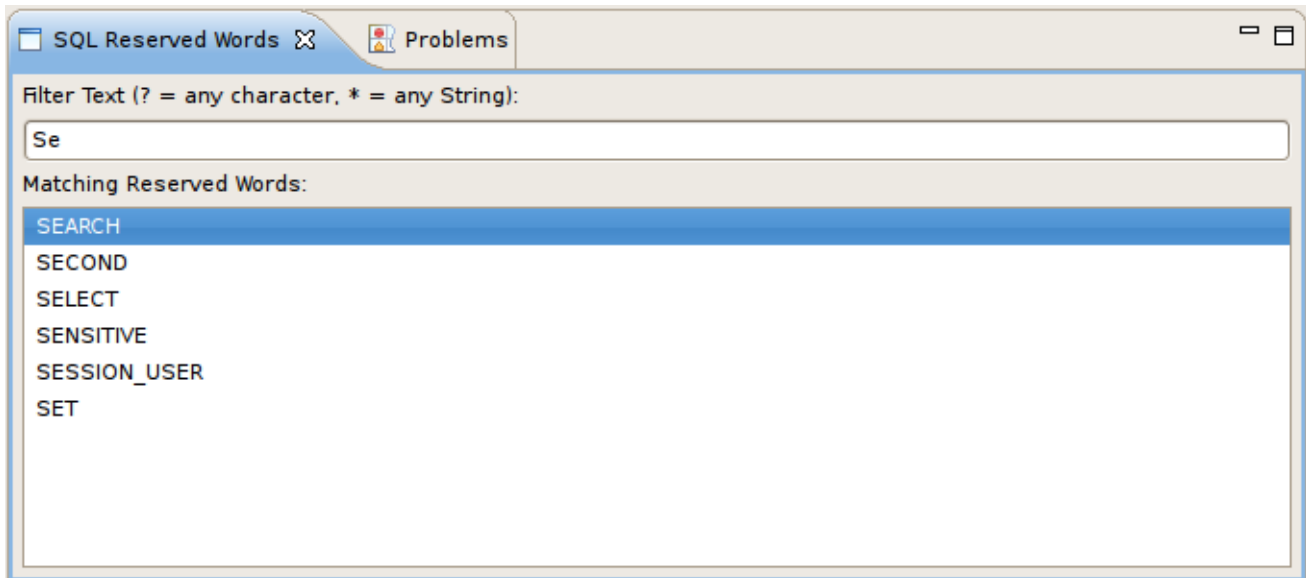 SQL Reserved Words Problems
Filter Text (? = any character, * = any String):
Se
Matching Reserved Words:
SEARCH
SECOND
SELECT
SENSITIVE
SESSION_USER
SET